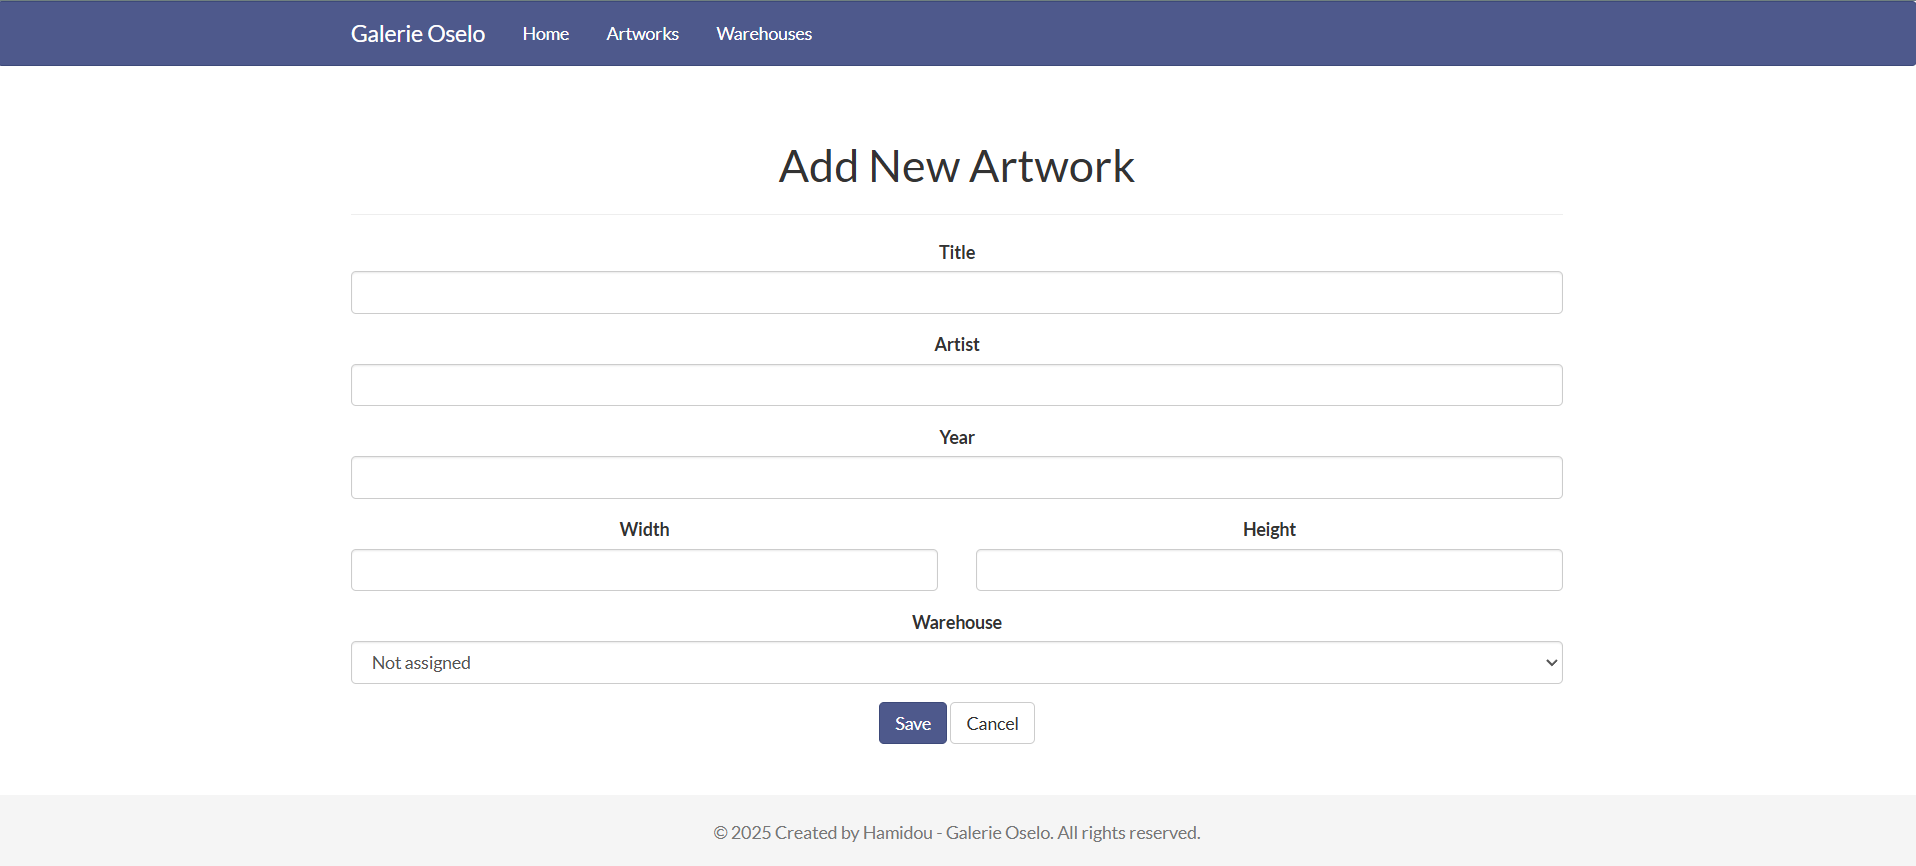 Galerie Oselo Home Artworks Warehouses
Add New Artwork
Title
Artist
Year
Width Height
Warehouse
Not assigned
Save Cancel
© 2025 Created by Hamidou - Galerie Oselo. All rights reserved.